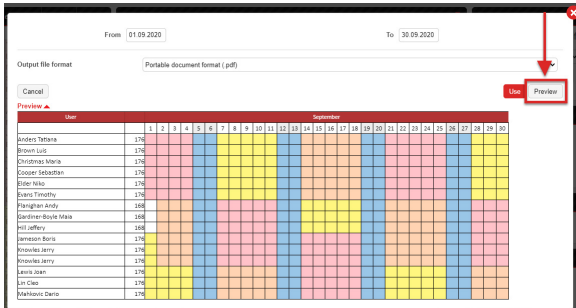 From 01.09.2020 To 30.09.2020
Output file format Portable document format (.pdf)
Cancel Use Preview
Preview
User September
1 2 3 4 5 6 7 8 9 10 11 12 13 14 15 16 17 18 19 20 21 22 23 24 25 26 27 28 29 30
Anders Tatiana 176
Brown Luis 176
Christmas Maria 176
Cooper Sebastian 176
Elder Niko 176
Evans Timothy 176
Flanighan Andy 168
Gardiner-Boyle Maia 168
Hill Jeffery 168
Jameson Boris 176
Knowles Jerry 176
Knowles Jerry 176
Lewis Joan 176
Lin Cleo 176
Mahkovic Dario 176